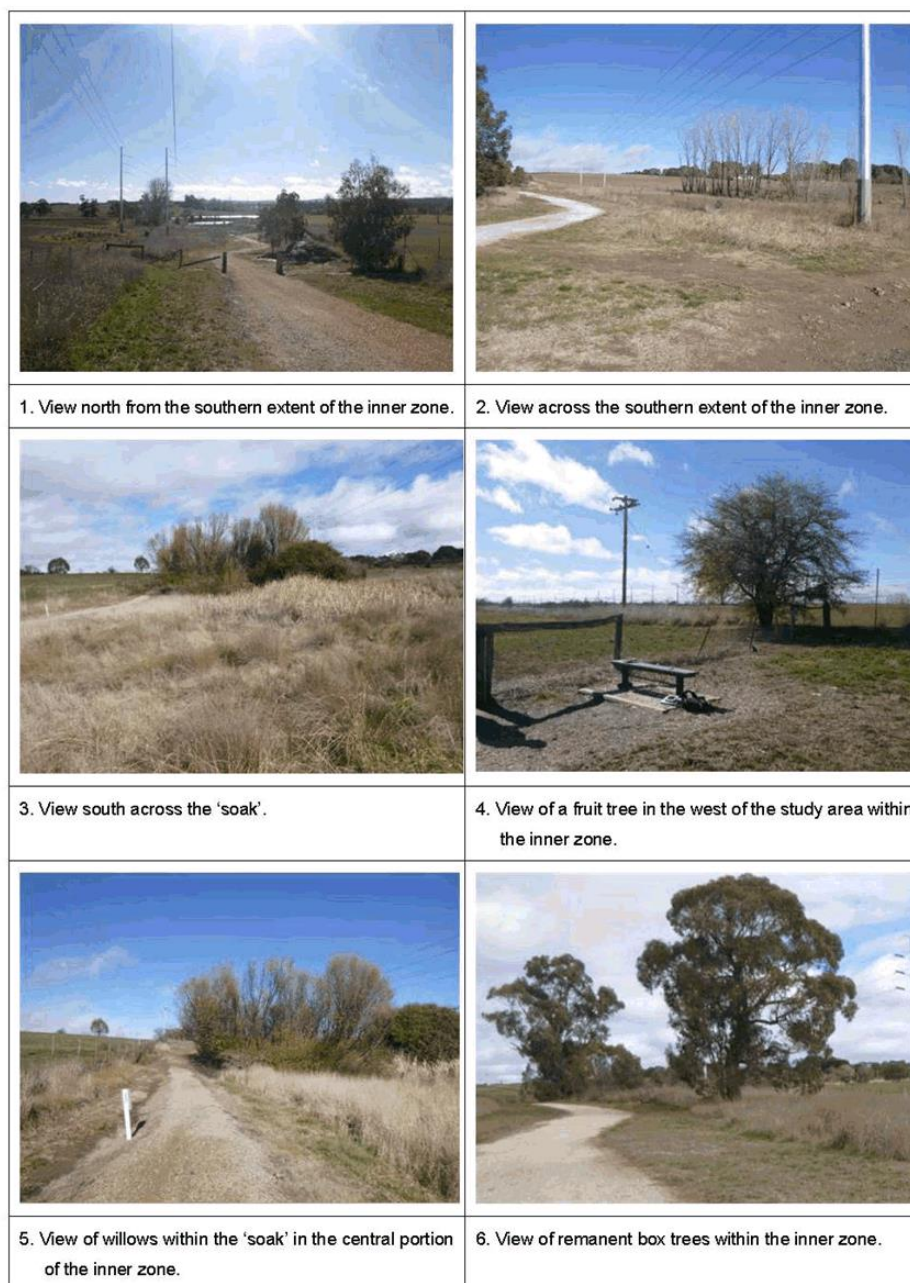 1. View north from the southern extent of the inner zone.
2. View across the southern extent of the inner zone.
3. View south across the ‘soak’.
4. View of a fruit tree in the west of the study area within
the inner zone.
5. View of willows within the ‘soak’ in the central portion
of the inner zone.
6. View of remanent box trees within the inner zone.